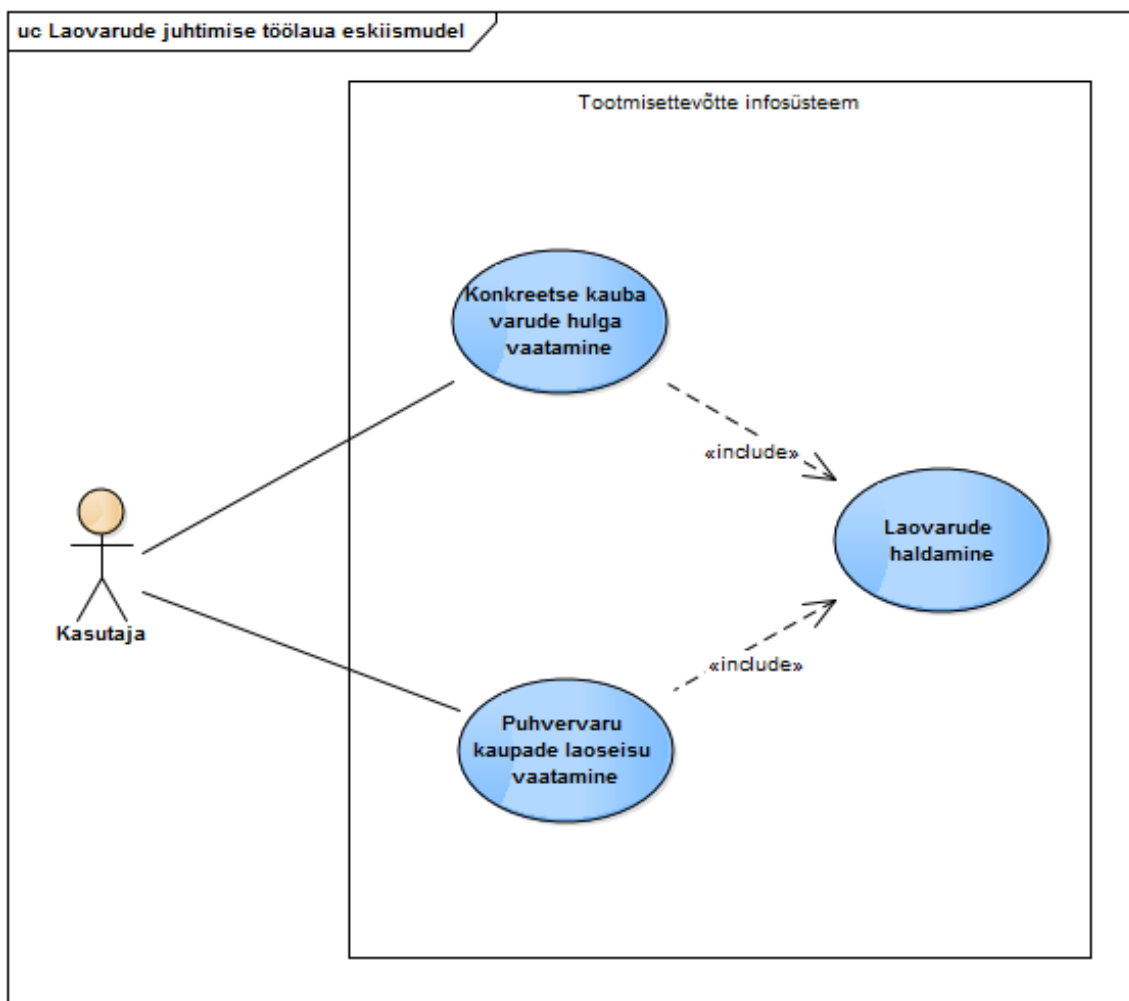 uc Laovarude juhtimise töölaua eskiismudel
Tootmisettevõtte infosüsteem
Konkreetse kauba
varude hulga
vaatamine
«include»
Laovarude
haldamine
Kasutaja
«include»
Puhvervaru
kaupade laoseisu
vaatamine